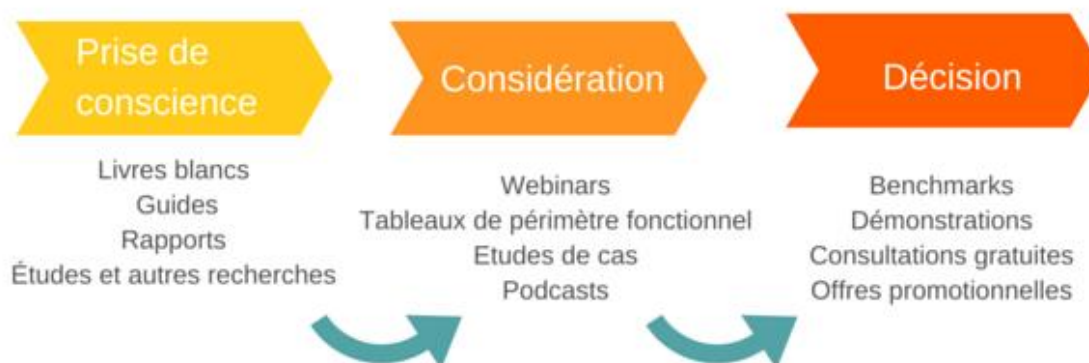 Prise de
conscience
Considération
Décision
Livres blancs
Guides
Rapports
Études et autres recherches
Webinars
Tableaux de périmètre fonctionnel
Etudes de cas
Podcasts
Benchmarks
Démonstrations
Consultations gratuites
Offres promotionnelles